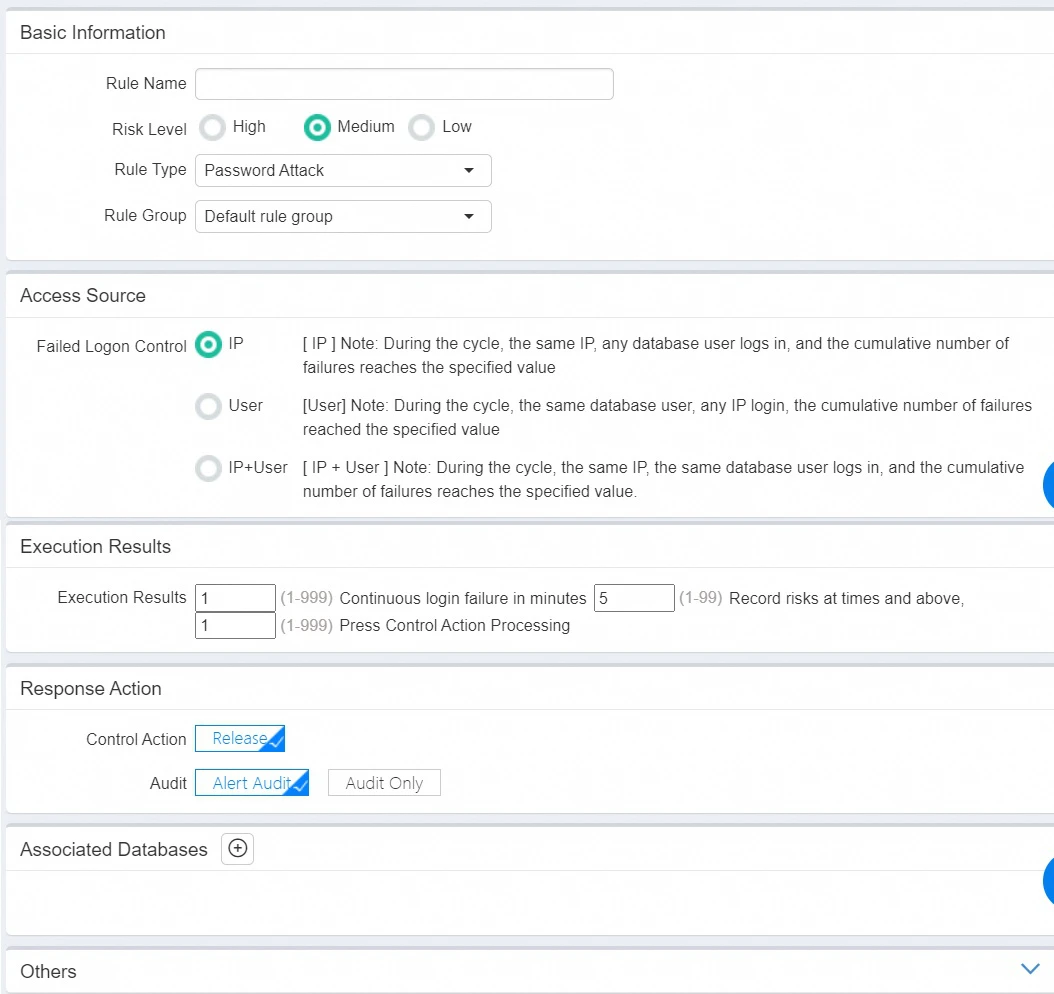 Basic Information
Rule Name
Risk Level High Medium Low
Rule Type Password Attack
Rule Group Default rule group
Access Source
Failed Logon Control IP [ IP ] Note: During the cycle, the same IP, any database user logs in, and the cumulative number of
failures reaches the specified value
User [User] Note: During the cycle, the same database user, any IP login, the cumulative number of failures
reached the specified value
IP+User [ IP + User ] Note: During the cycle, the same IP, the same database user logs in, and the cumulative
number of failures reaches the specified value.
Execution Results
Execution Results 1 (1-999) Continuous login failure in minutes 5 (1-99) Record risks at times and above,
1 (1-999) Press Control Action Processing
Response Action
Control Action Release
Audit Alert Audit Audit Only
Associated Databases
Others